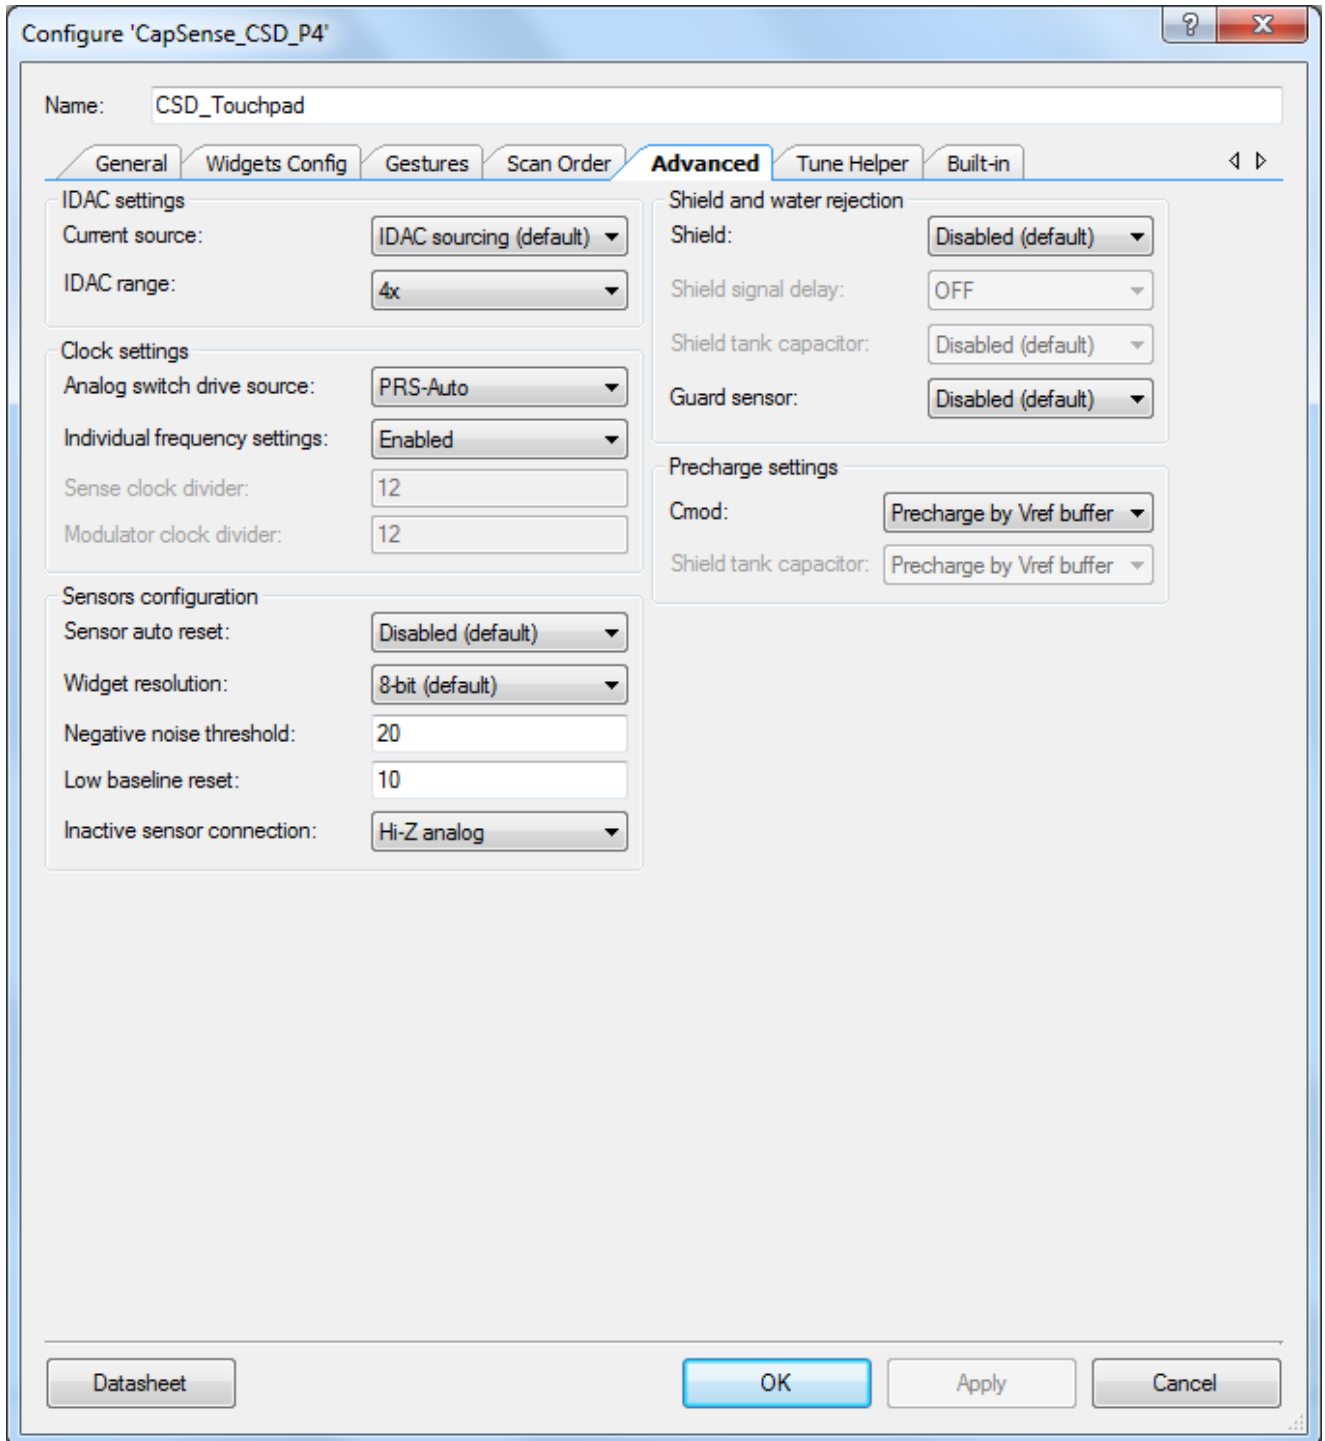 Configure 'CapSense_CSD_P4'
Name: CSD_Touchpad
General Widgets Config Gestures Scan Order Advanced Tune Helper Built-in
IDAC settings
Current source: IDAC sourcing (default)
IDAC range: 4x
Clock settings
Analog switch drive source: PRS-Auto
Individual frequency settings: Enabled
Sense clock divider: 12
Modulator clock divider: 12
Sensors configuration
Sensor auto reset: Disabled (default)
Widget resolution: 8-bit (default)
Negative noise threshold: 20
Low baseline reset: 10
Inactive sensor connection: Hi-Z analog
Shield and water rejection
Shield: Disabled (default)
Shield signal delay: OFF
Shield tank capacitor: Disabled (default)
Guard sensor: Disabled (default)
Precharge settings
Cmod: Precharge by Vref buffer
Shield tank capacitor: Precharge by Vref buffer
Datasheet OK Apply Cancel